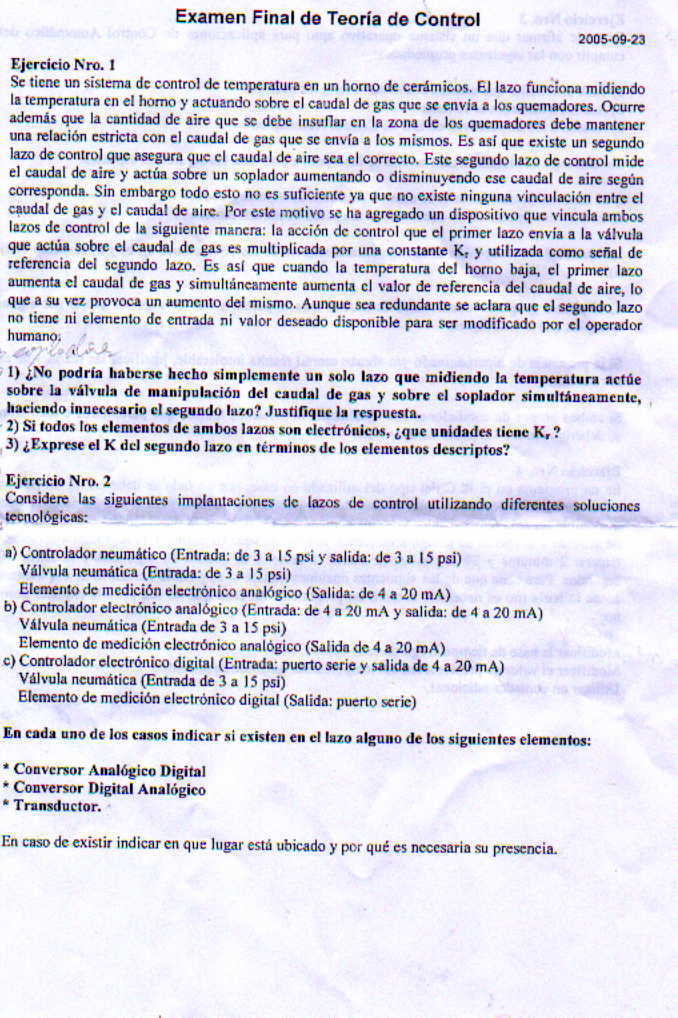 Examen Final de Teoría de Control
2005-09-23
Ejercicio Nro. 1
Se tiene un sistema de control de temperatura en un horno de cerámicos. El lazo funciona midiendo
la temperatura en el horno y actuando sobre el caudal de gas que se envía a los quemadores. Ocurre
además que la cantidad de aire que se debe insuflar en la zona de los quemadores debe mantener
una relación estricta con el caudal de gas que se envía a los mismos. Es así que existe un segundo
lazo de control que asegura que el caudal de aire sea el correcto. Este segundo lazo de control mide
el caudal de aire y actúa sobre un soplador aumentando o disminuyendo ese caudal de aire según
corresponda. Sin embargo todo esto no es suficiente ya que no existe ninguna vinculación entre el
caudal de gas y el caudal de aire. Por este motivo se ha agregado un dispositivo que vincula ambos
lazos de control de la siguiente manera: la acción de control que el primer lazo envía a la válvula
que actúa sobre el caudal de gas es multiplicada por una constante Kr y utilizada como señal de
referencia del segundo lazo. Es así que cuando la temperatura del horno baja, el primer lazo
aumenta el caudal de gas y simultáneamente aumenta el valor de referencia del caudal de aire, lo
que a su vez provoca un aumento del mismo. Aunque sea redundante se aclara que el segundo lazo
no tiene ni elemento de entrada ni valor deseado disponible para ser modificado por el operador
humano.
1) ¿No podría haberse hecho simplemente un solo lazo que midiendo la temperatura actúe
sobre la válvula de manipulación del caudal de gas y sobre el soplador simultáneamente,
haciendo innecesario el segundo lazo? Justifique la respuesta.
2) Si todos los elementos de ambos lazos son electrónicos, ¿que unidades tiene Kr ?
3) ¿Exprese el K del segundo lazo en términos de los elementos descriptos?
Ejercicio Nro. 2
Considere las siguientes implantaciones de lazos de control utilizando diferentes soluciones
tecnológicas:
a) Controlador neumático (Entrada: de 3 a 15 psi y salida: de 3 a 15 psi)
Válvula neumática (Entrada: de 3 a 15 psi)
Elemento de medición electrónico analógico (Salida: de 4 a 20 mA)
b) Controlador electrónico analógico (Entrada: de 4 a 20 mA y salida: de 4 a 20 mA)
Válvula neumática (Entrada de 3 a 15 psi)
Elemento de medición electrónico analógico (Salida de 4 a 20 mA)
c) Controlador electrónico digital (Entrada: puerto serie y salida de 4 a 20 mA)
Válvula neumática (Entrada de 3 a 15 psi)
Elemento de medición electrónico digital (Salida: puerto serie)
En cada uno de los casos indicar si existen en el lazo alguno de los siguientes elementos:
* Conversor Analógico Digital
* Conversor Digital Analógico
* Transductor.
En caso de existir indicar en que lugar está ubicado y por qué es necesaria su presencia.